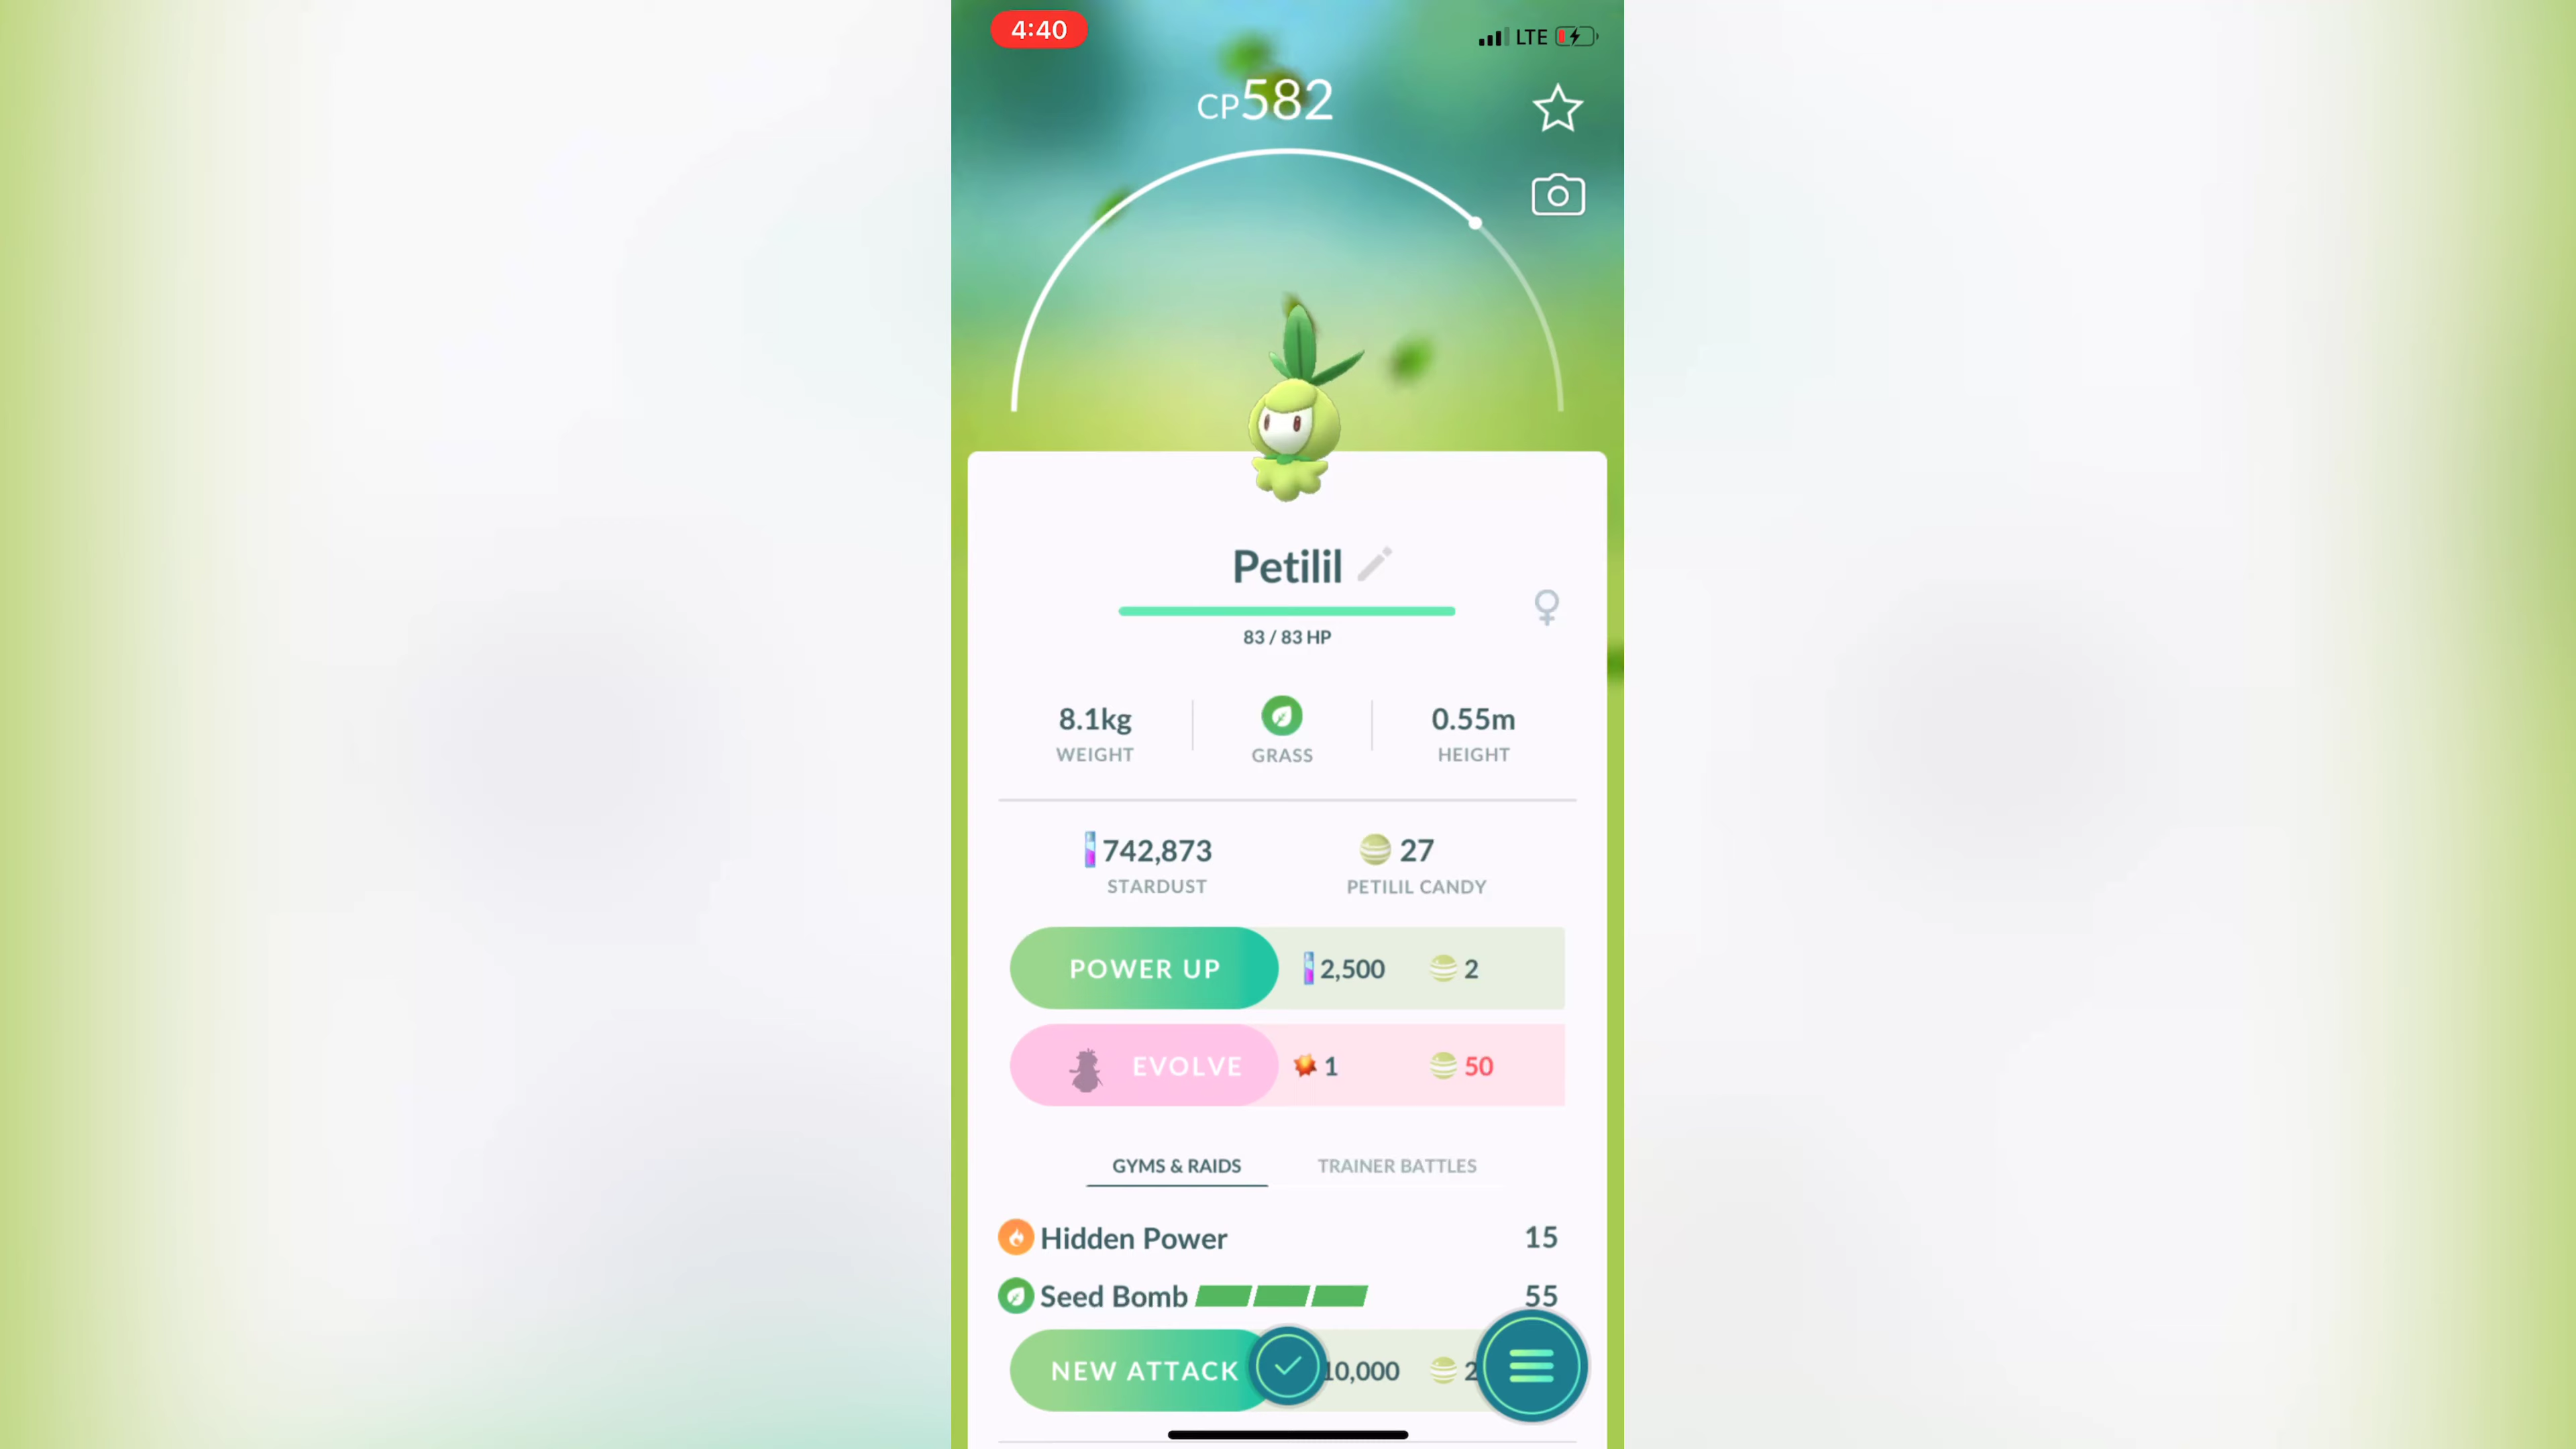 4:40
LTE
CP582
Petilil
83 / 83 HP
8.1kg
WEIGHT
GRASS
0.55m
HEIGHT
742,873
STARDUST
27
PETILIL CANDY
POWER UP 2,500 2
EVOLVE 1 50
GYMS & RAIDS TRAINER BATTLES
Hidden Power 15
Seed Bomb 55
NEW ATTACK 10,000 2